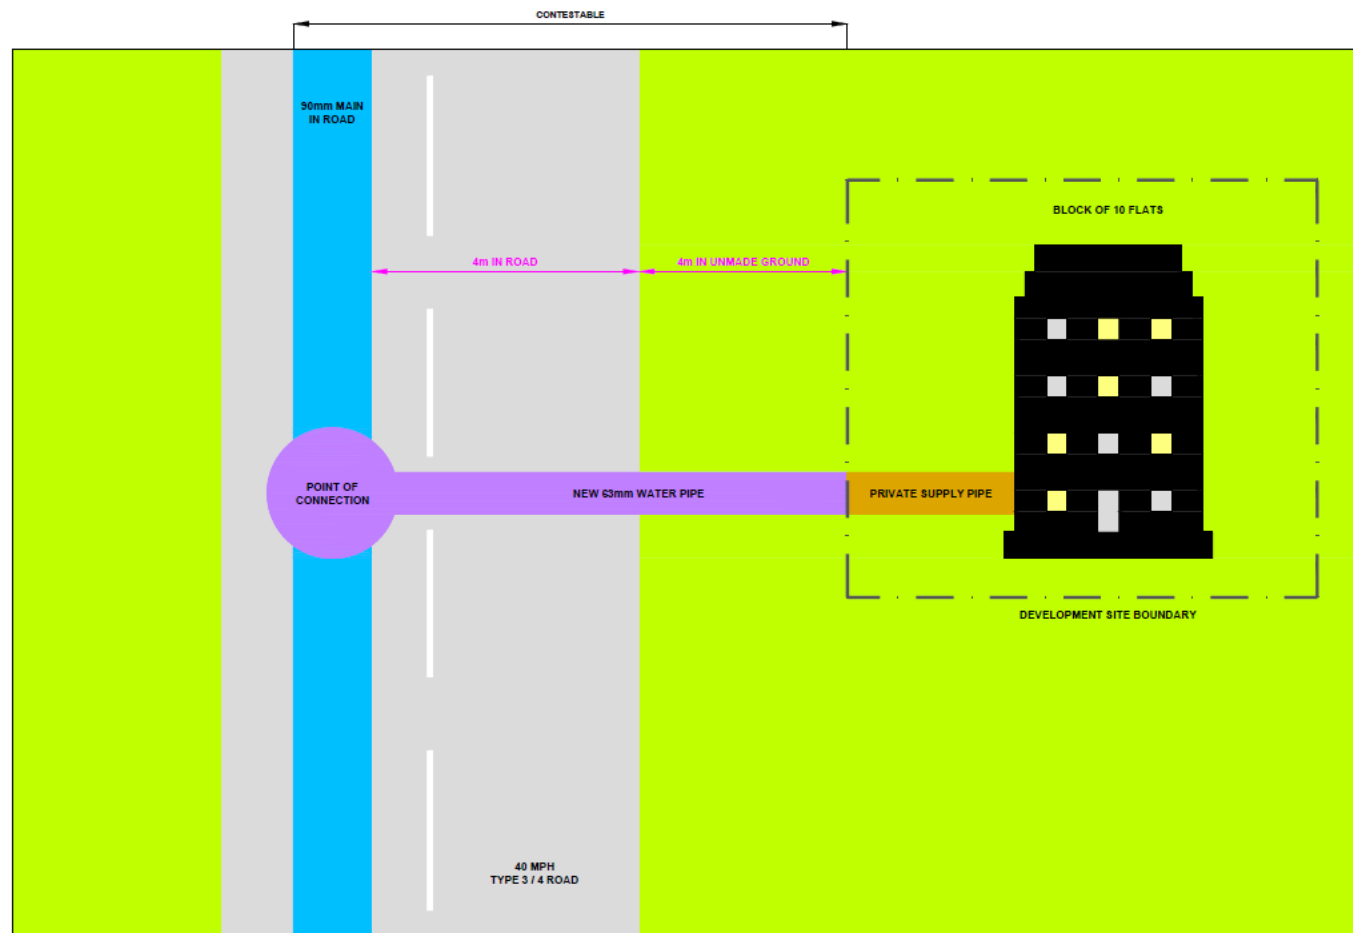 CONTESTABLE
90mm MAIN
IN ROAD
BLOCK OF 10 FLATS
4m IN ROAD
4m IN UNMADE GROUND
POINT OF
CONNECTION
NEW 63mm WATER PIPE
PRIVATE SUPPLY PIPE
DEVELOPMENT SITE BOUNDARY
40 MPH
TYPE 3 / 4 ROAD